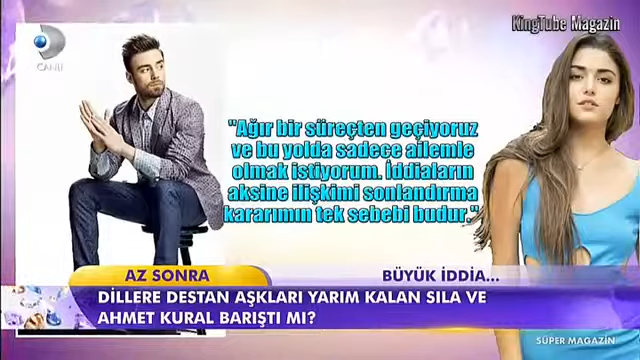 KingTube Magazin
D
CANLI
"Ağır bir süreçten geçiyoruz
ve bu yolda sadece ailemle
olmak istiyorum. İddiaların
aksine ilişkimi sonlandırma
kararımın tek sebebi budur."
AZ SONRA
BÜYÜK İDDİA...
DİLLERE DESTAN AŞKLARI YARIM KALAN SILA VE
AHMET KURAL BARIŞTI MI?
SÜPER MAGAZİN